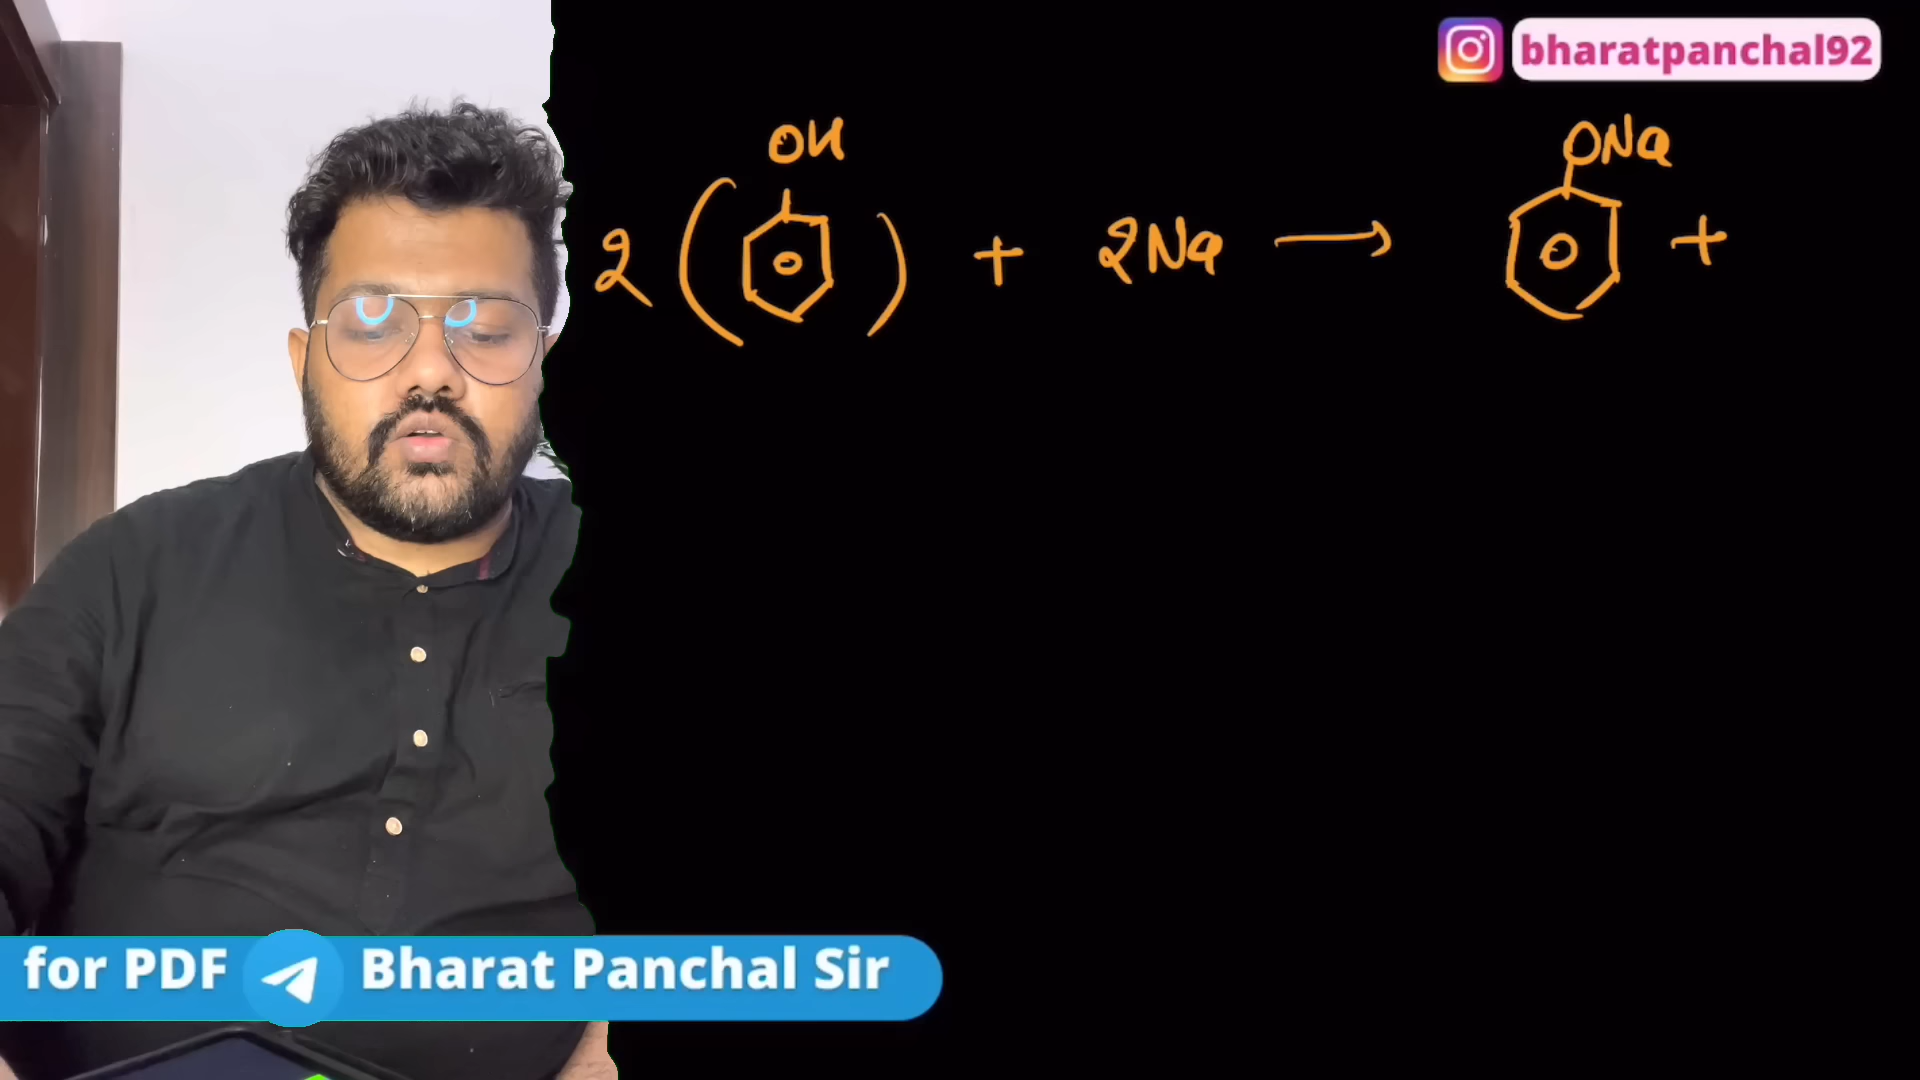 bharatpanchal92
OH
ONa
2 ( ) + 2Na ⟶ +
for PDF Bharat Panchal Sir